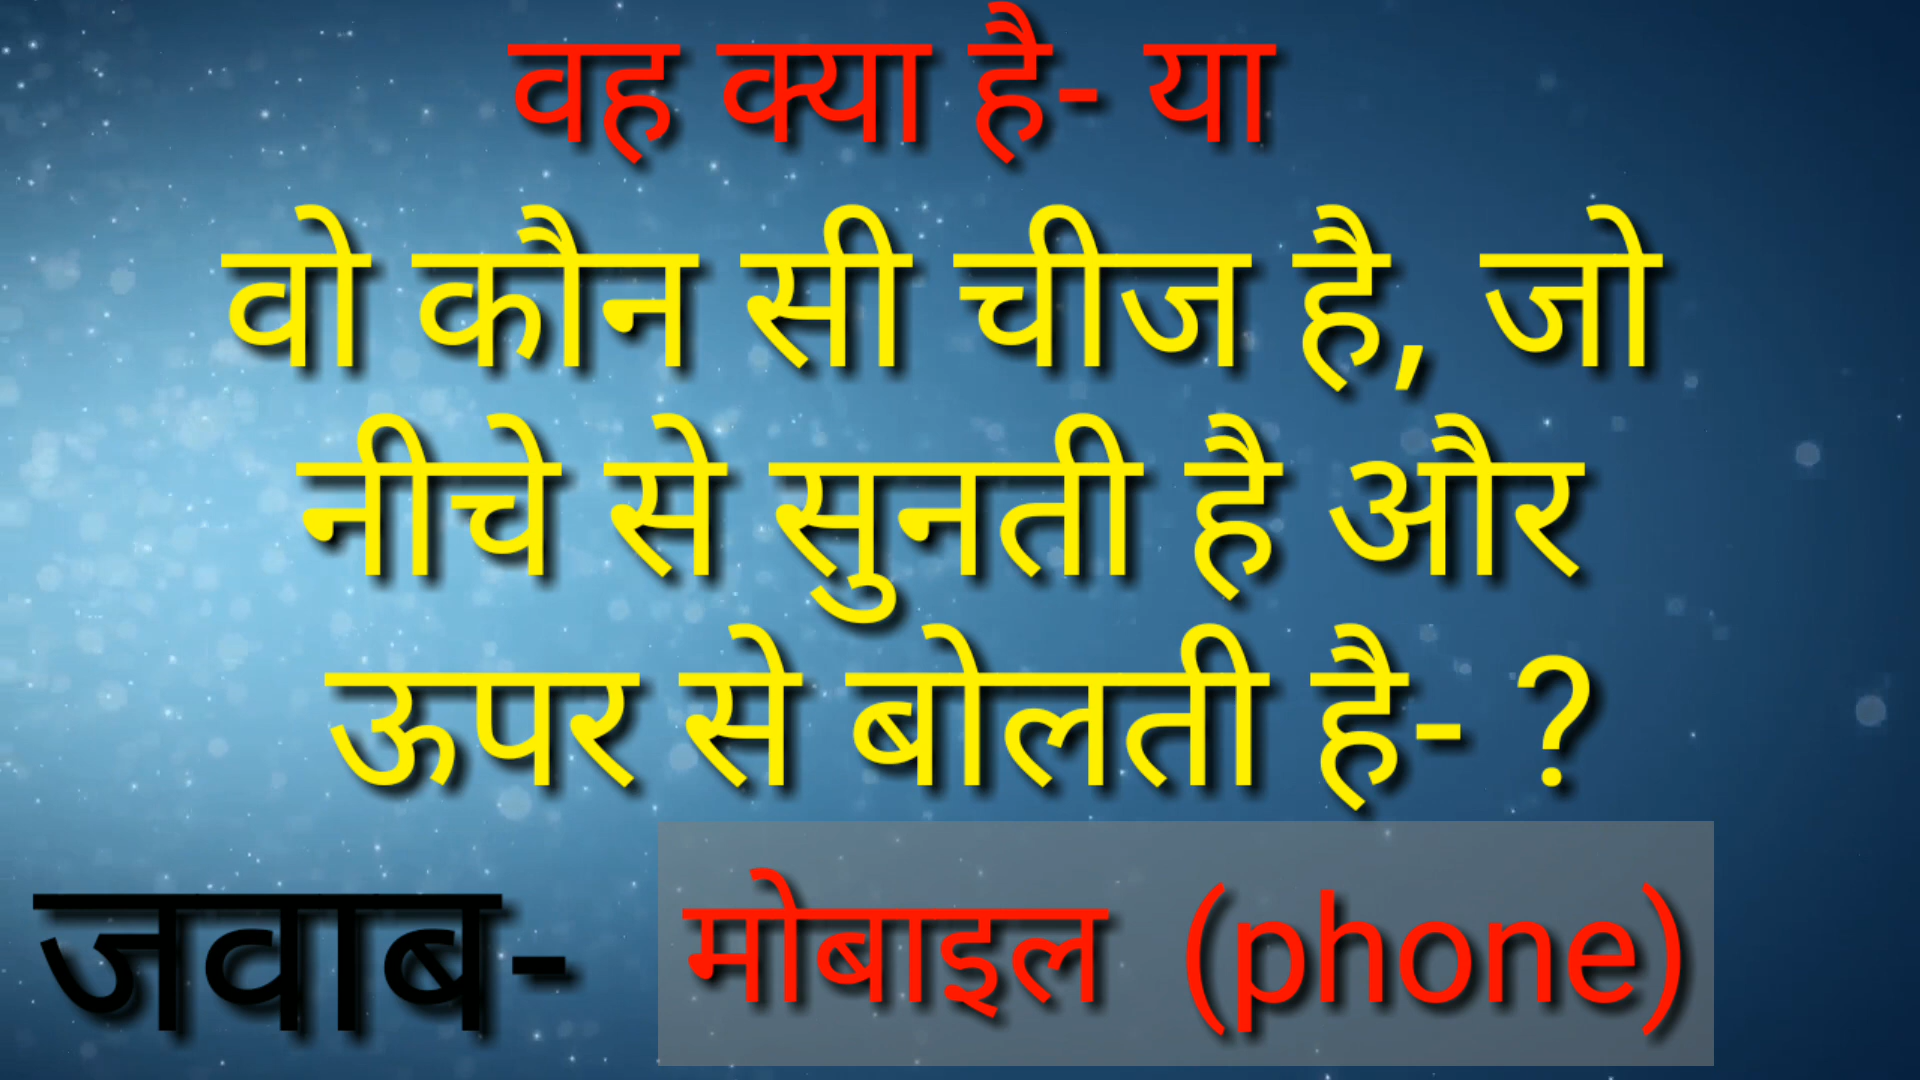 वह क्या है- या
वो कौन सी चीज है, जो
नीचे से सुनती है और
ऊपर से बोलती है- ?
जवाब- मोबाइल (phone)